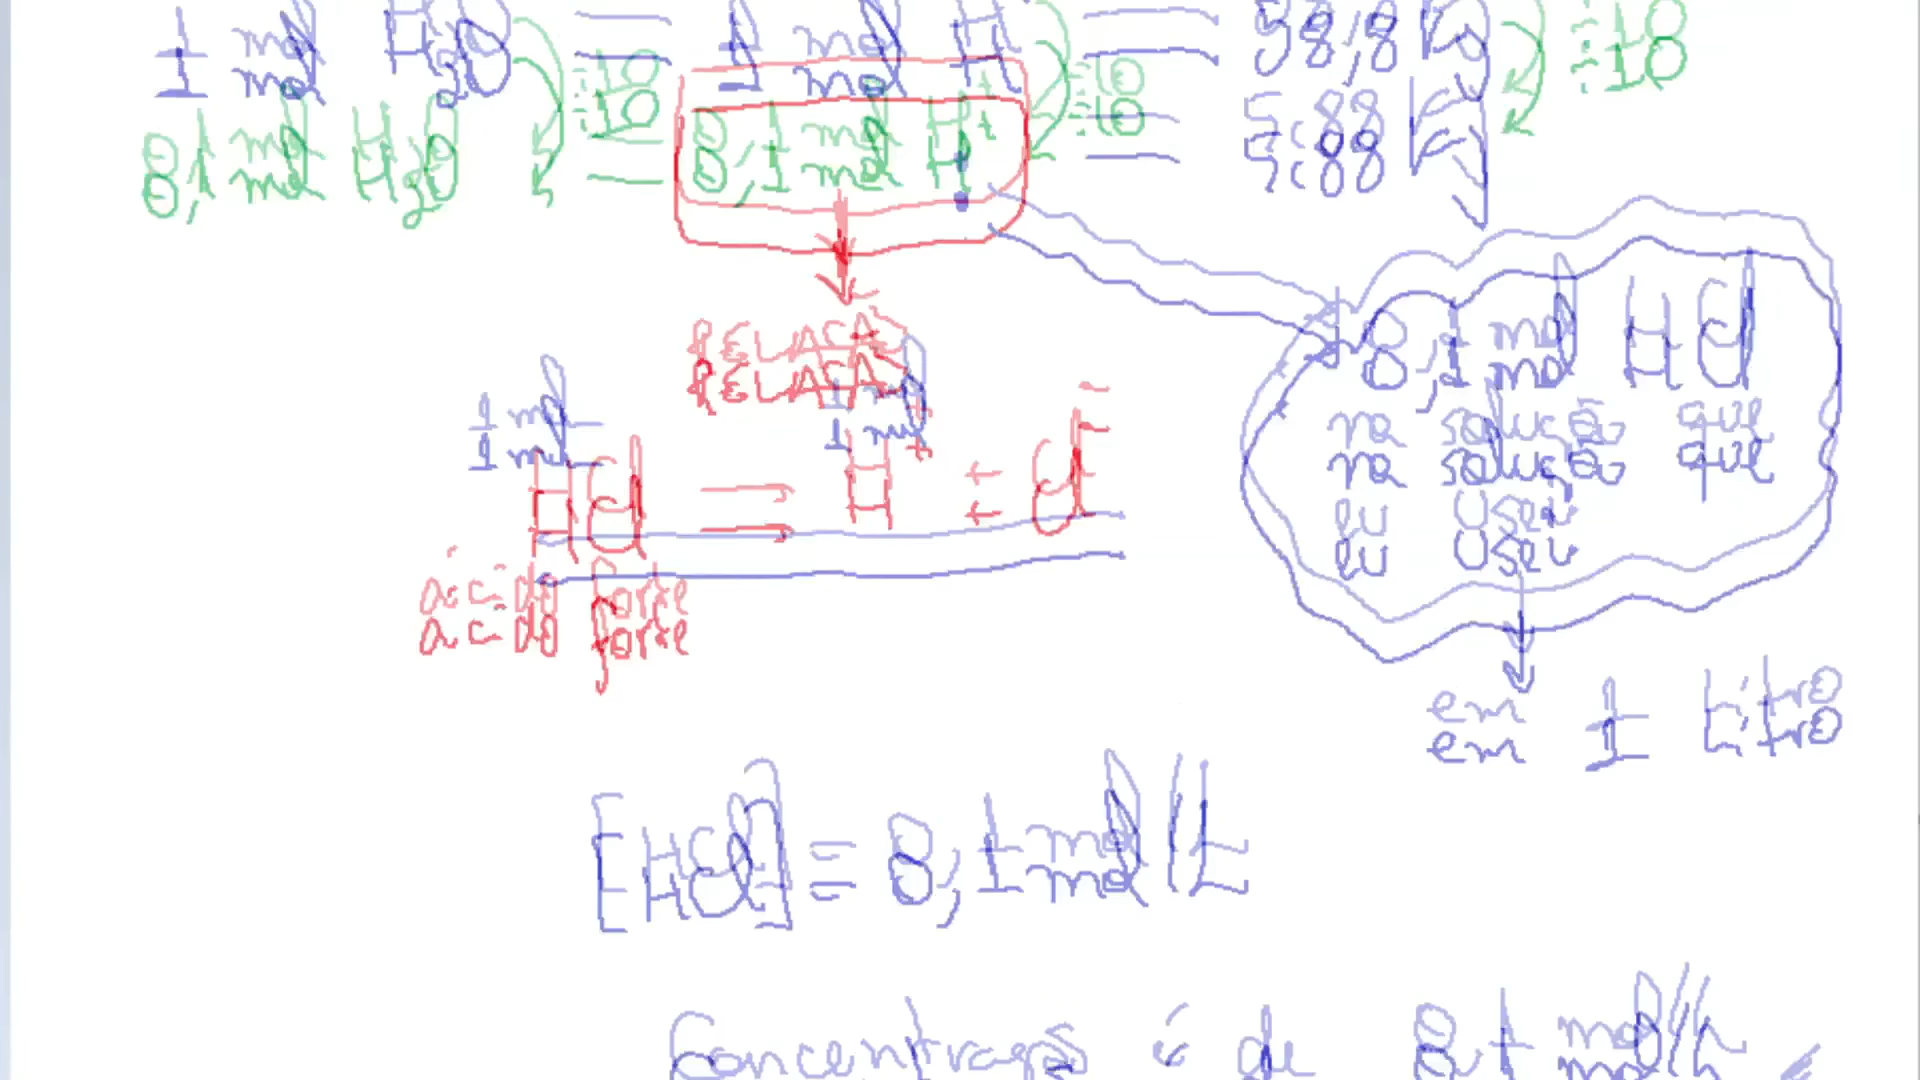 1 mol H2O = 1 mol H+ = 58,8 KJ ÷10
÷10 ÷10
0,1 mol H2O = 0,1 mol H+ = 5,88 KJ
RELAÇÃO
0,1 mol HCl
1 mol 1 mol
na solução que
HCl → H+ + Cl-
eu usei
ácido forte
em 1 Litro
[HCl] = 0,1 mol/L
Concentração é de 0,1 mol/L